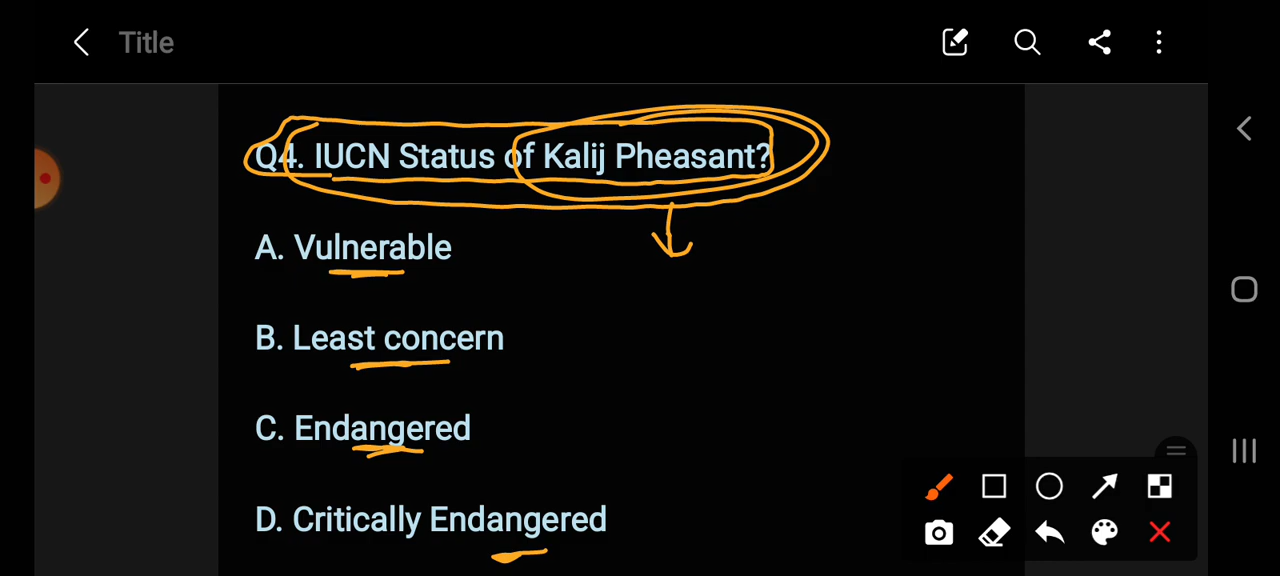 Title
Q4. IUCN Status of Kalij Pheasant?
A. Vulnerable
B. Least concern
C. Endangered
D. Critically Endangered